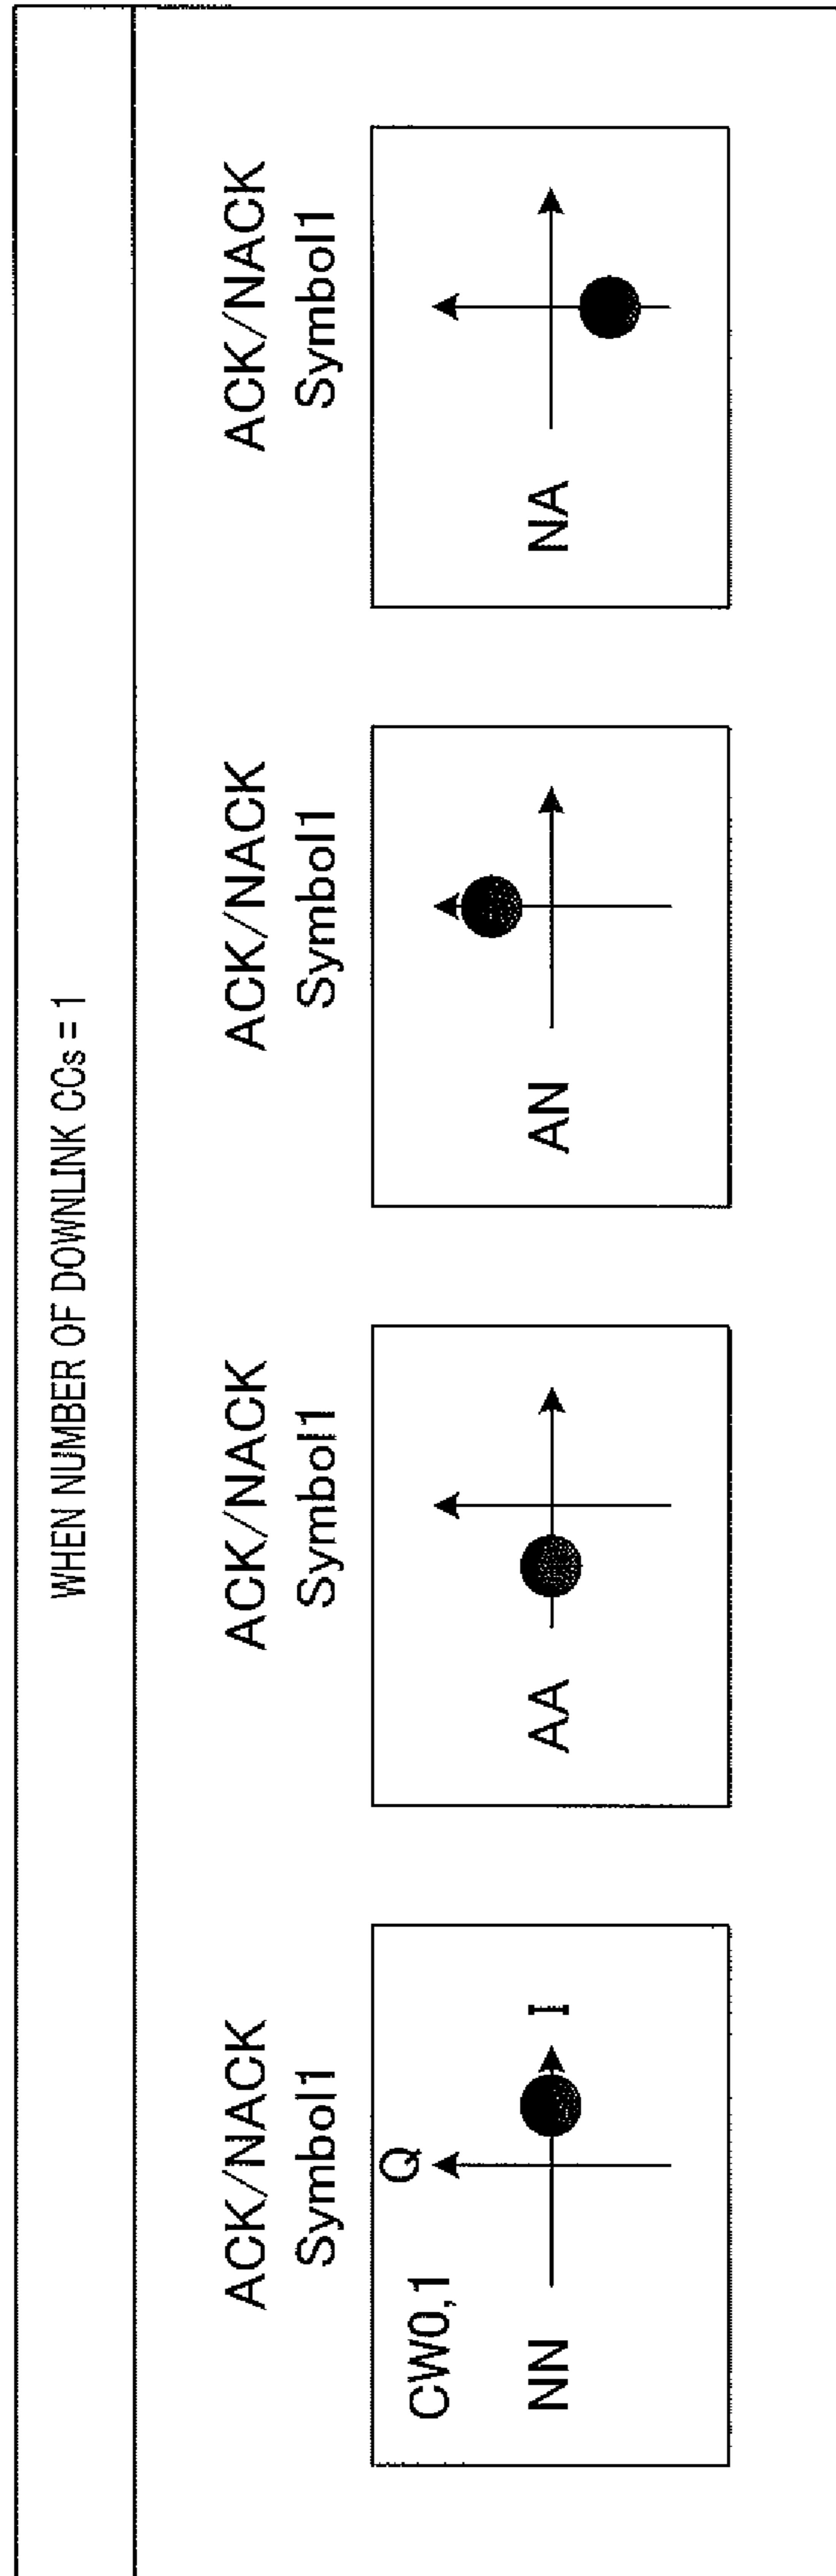 WHEN NUMBER OF DOWNLINK CCs = 1
ACK/NACK
Symbol1
CW0,1
Q
I
NN
ACK/NACK
Symbol1
AA
ACK/NACK
Symbol1
AN
ACK/NACK
Symbol1
NA